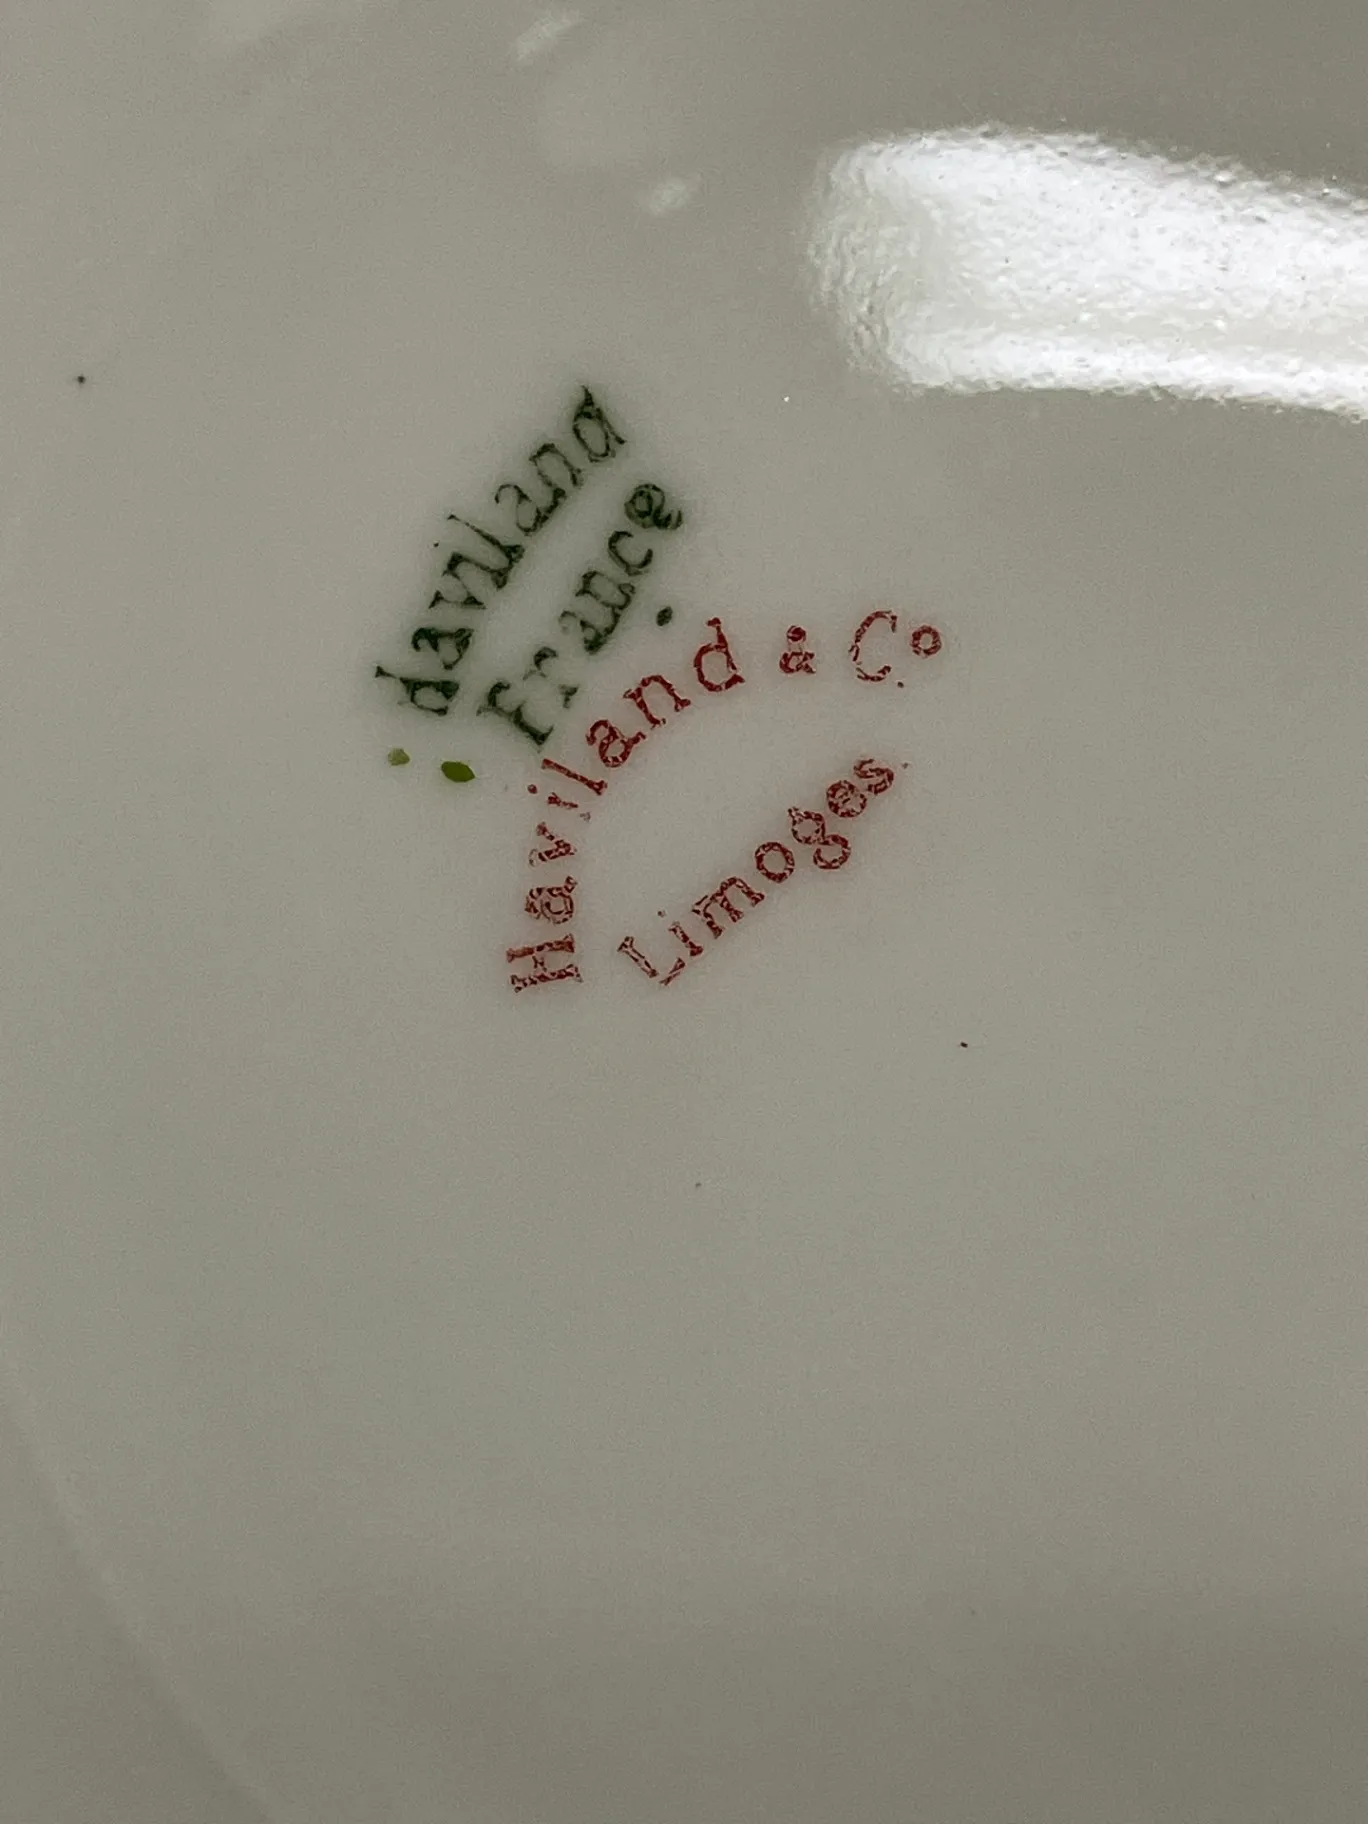 Haviland
France
Haviland & Co
Limoges